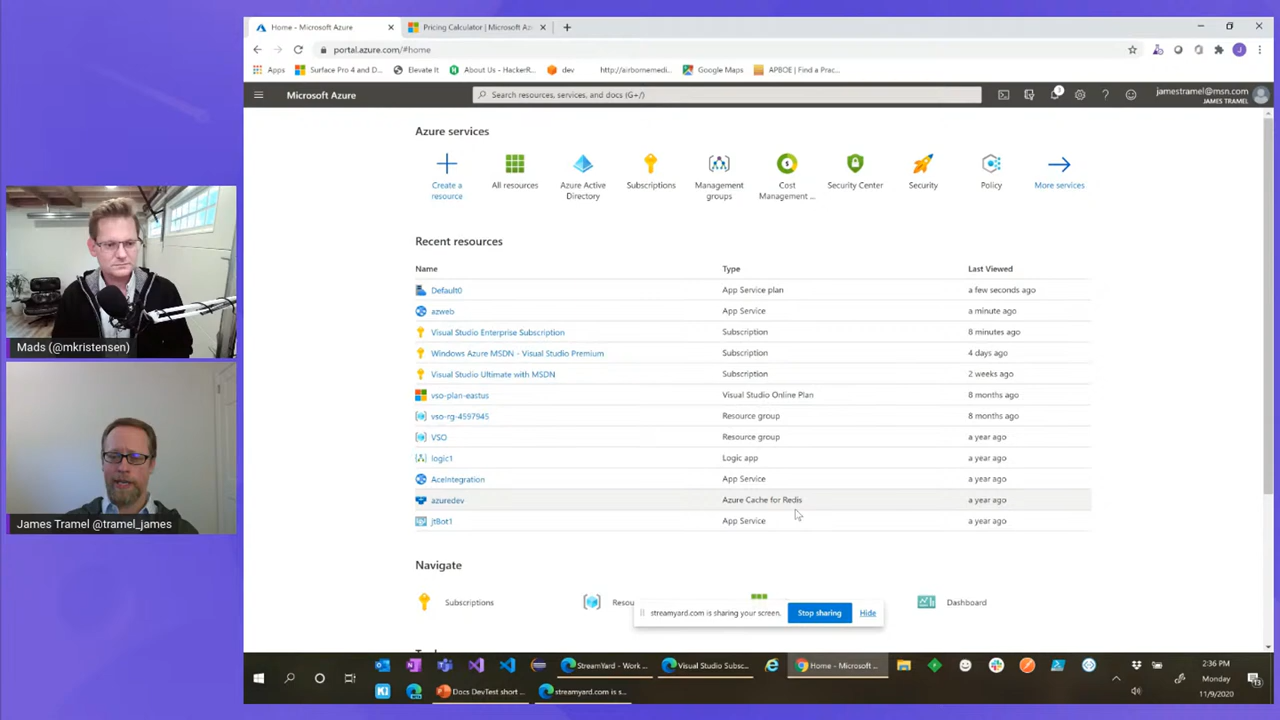 Home - Microsoft Azure
Pricing Calculator | Microsoft Az
portal.azure.com/#home
Apps
Surface Pro 4 and D...
Elevate It
About Us - HackerR...
dev
http://airbornemedi...
Google Maps
APBOE | Find a Prac...
Microsoft Azure
Search resources, services, and docs (G+/)
jamestramel@msn.com
JAMES TRAMEL
Azure services
Create a resource
All resources
Azure Active Directory
Subscriptions
Management groups
Cost Management ...
Security Center
Security
Policy
More services
Recent resources
Name Type Last Viewed
Default0 App Service plan a few seconds ago
azweb App Service a minute ago
Visual Studio Enterprise Subscription Subscription 8 minutes ago
Windows Azure MSDN - Visual Studio Premium Subscription 4 days ago
Visual Studio Ultimate with MSDN Subscription 2 weeks ago
vso-plan-eastus Visual Studio Online Plan 8 months ago
vso-rg-4597945 Resource group 8 months ago
VSO Resource group a year ago
logic1 Logic app a year ago
AceIntegration App Service a year ago
azuredev Azure Cache for Redis a year ago
jtBot1 App Service a year ago
Navigate
Subscriptions
Resou
Dashboard
streamyard.com is sharing your screen.
Stop sharing
Hide
Mads (@mkristensen)
James Tramel @tramel_james
StreamYard - Work ...
Visual Studio Subsc...
Home - Microsoft ...
2:36 PM
Monday
11/9/2020
Docs DevTest short ...
streamyard.com is s...